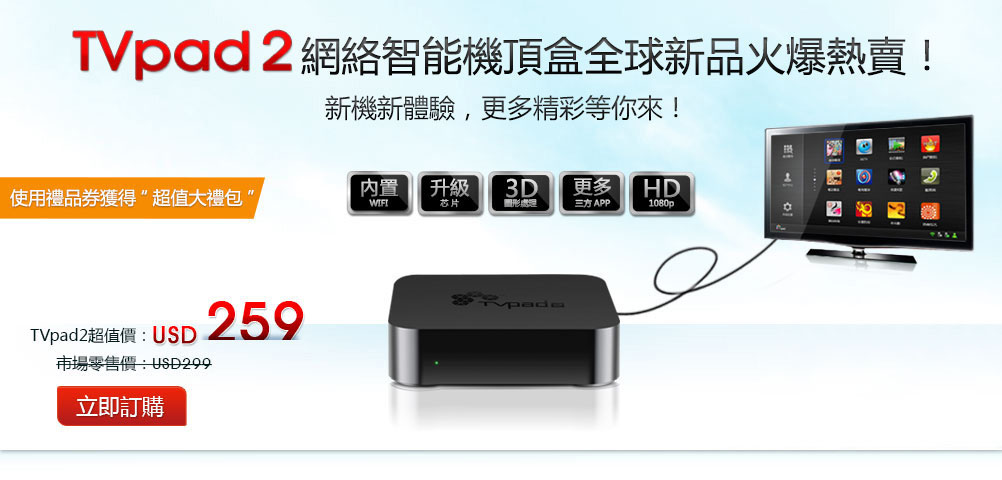 TVpad 2 網絡智能機頂盒全球新品火爆熱賣！
新機新體驗，更多精彩等你來！
使用禮品券獲得“超值大禮包”
內置 WIFI
升級 芯片
3D 圖形處理
更多 三方 APP
HD 1080p
TVpad
TVpad2超值價：USD 259
市場零售價：USD299
立即訂購